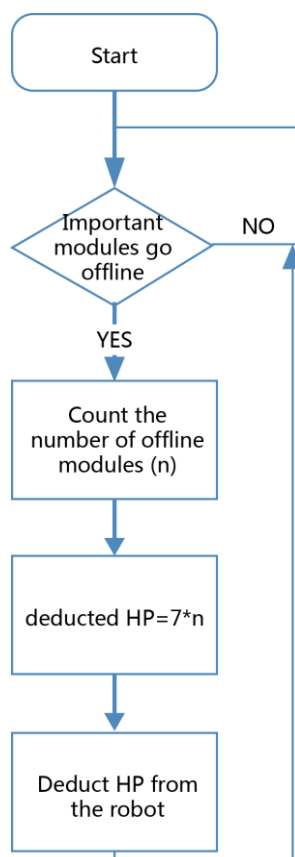 Start
Important
modules go
offline
NO
YES
Count the
number of offline
modules (n)
deducted HP=7*n
Deduct HP from
the robot